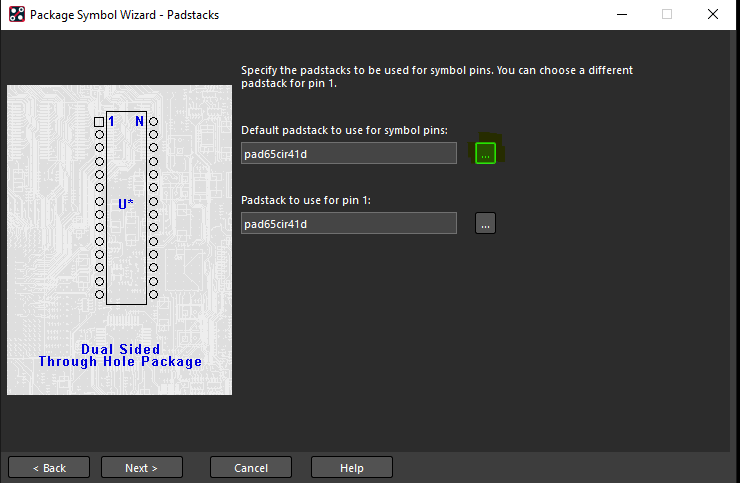 Package Symbol Wizard - Padstacks
Specify the padstacks to be used for symbol pins. You can choose a different
padstack for pin 1.
Default padstack to use for symbol pins:
pad65cir41d
...
Padstack to use for pin 1:
pad65cir41d
...
1 N
U*
Dual Sided
Through Hole Package
< Back
Next >
Cancel
Help